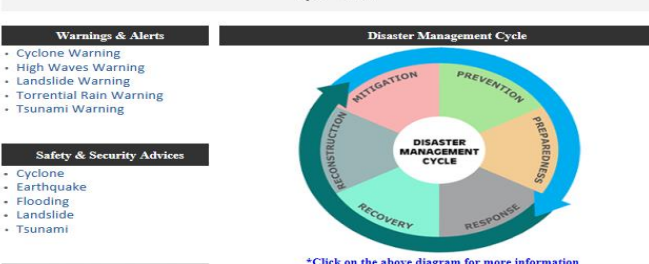 Warnings & Alerts
Cyclone Warning
High Waves Warning
Landslide Warning
Torrential Rain Warning
Tsunami Warning
Safety & Security Advices
Cyclone
Earthquake
Flooding
Landslide
Tsunami
Disaster Management Cycle
MITIGATION
PREVENTION
PREPAREDNESS
RESPONSE
RECOVERY
RECONSTRUCTION
DISASTER
MANAGEMENT
CYCLE
*Click on the above diagram for more information